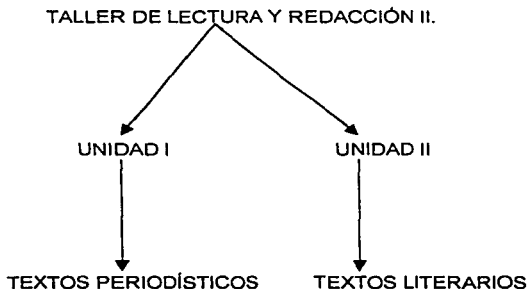 TALLER DE LECTURA Y REDACCIÓN II.
UNIDAD I
UNIDAD II
TEXTOS PERIODÍSTICOS
TEXTOS LITERARIOS